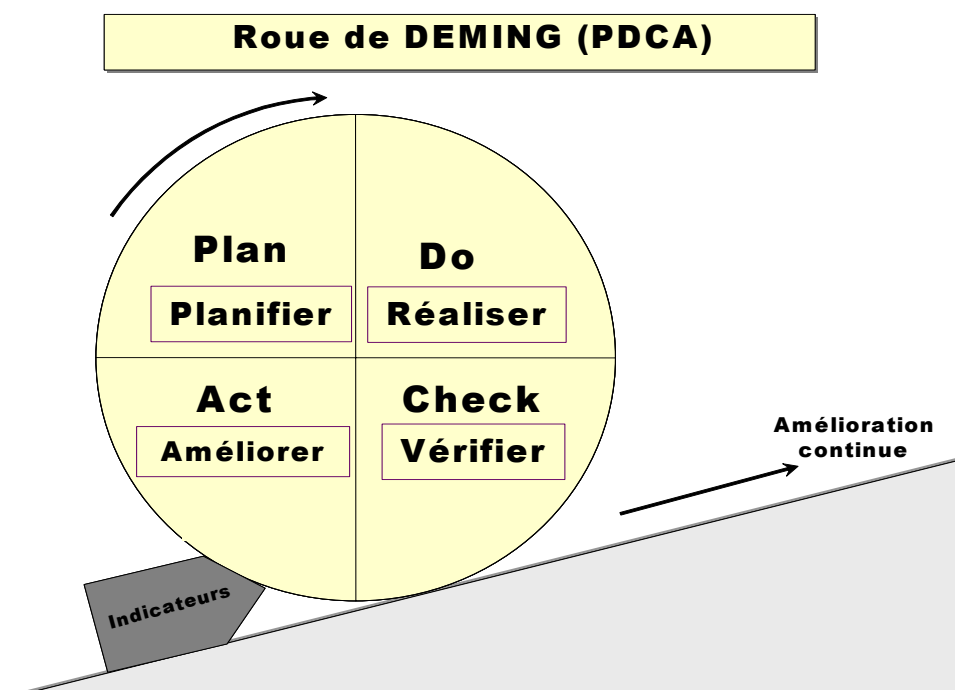 Roue de DEMING (PDCA)
Plan
Planifier
Do
Réaliser
Act
Améliorer
Check
Vérifier
Amélioration
continue
Indicateurs